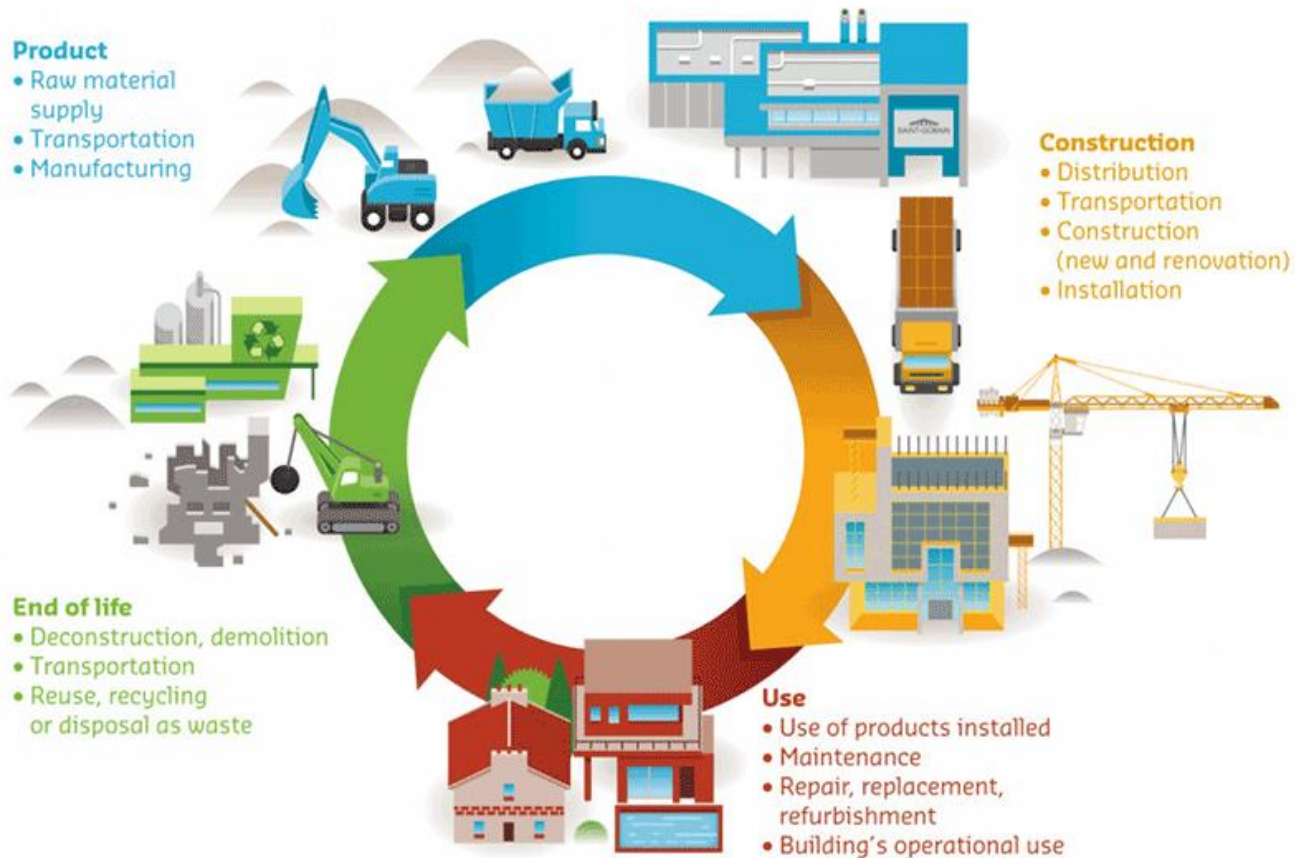 Product
• Raw material
supply
• Transportation
• Manufacturing
SAINT-GOBAIN
Construction
• Distribution
• Transportation
• Construction
(new and renovation)
• Installation
End of life
• Deconstruction, demolition
• Transportation
• Reuse, recycling
or disposal as waste
Use
• Use of products installed
• Maintenance
• Repair, replacement,
refurbishment
• Building's operational use